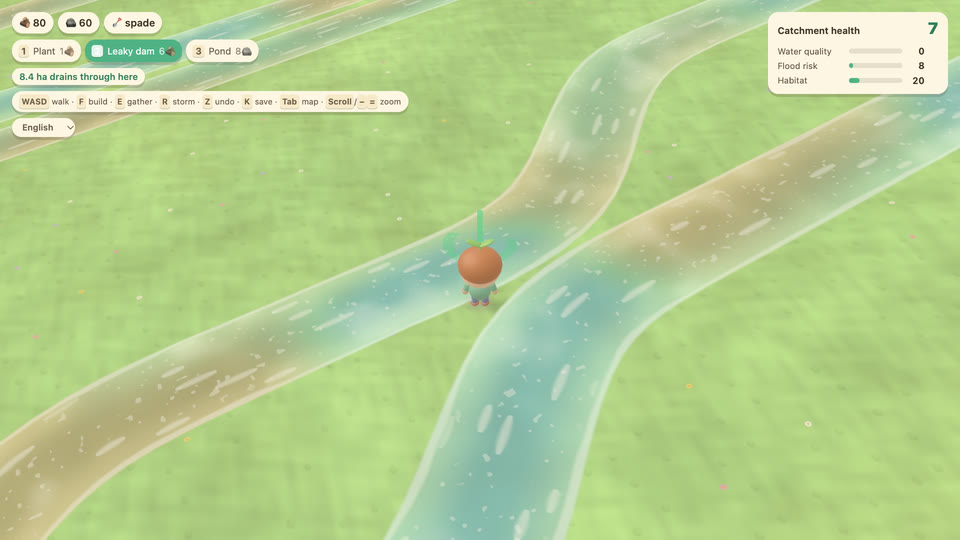 80 60 spade
1 Plant 1 Leaky dam 6 3 Pond 8
8.4 ha drains through here
WASD walk · F build · E gather · R storm · Z undo · K save · Tab map · Scroll / − = zoom
English
Catchment health 7
Water quality 0
Flood risk 8
Habitat 20